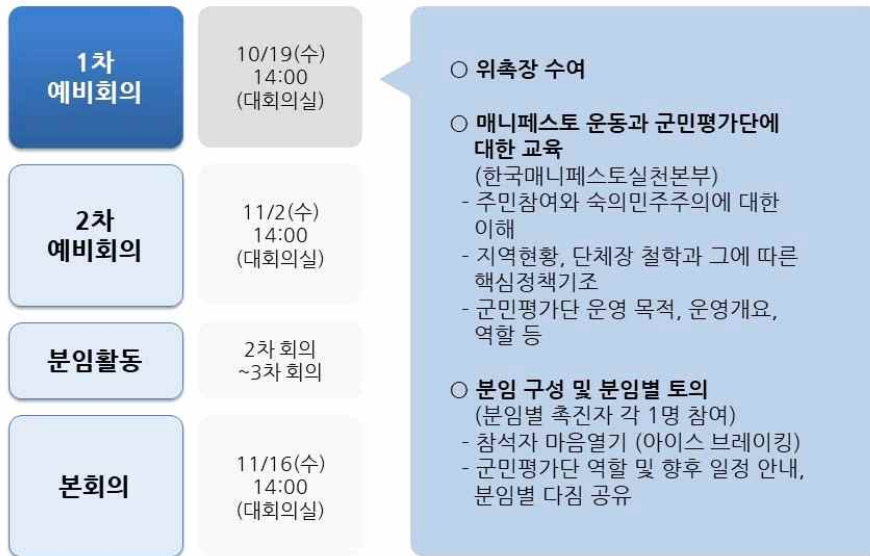 1차
예비회의
10/19(수)
14:00
(대회의실)
○ 위촉장 수여
○ 매니페스토 운동과 군민평가단에
대한 교육
(한국매니페스토실천본부)
- 주민참여와 숙의민주주의에 대한
이해
- 지역현황, 단체장 철학과 그에 따른
핵심정책기조
- 군민평가단 운영 목적, 운영개요,
역할 등
○ 분임 구성 및 분임별 토의
(분임별 촉진자 각 1명 참여)
- 참석자 마음열기 (아이스 브레이킹)
- 군민평가단 역할 및 향후 일정 안내,
분임별 다짐 공유
2차
예비회의
11/2(수)
14:00
(대회의실)
분임활동
2차 회의
~3차 회의
본회의
11/16(수)
14:00
(대회의실)